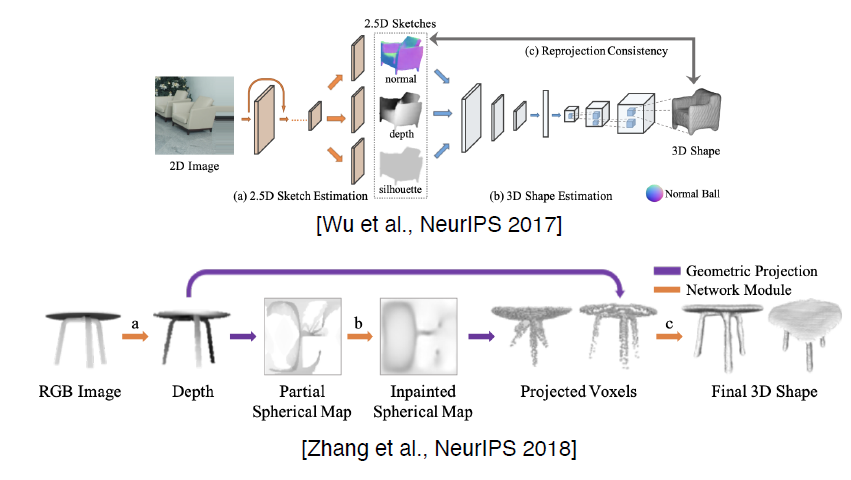 2.5D Sketches
(c) Reprojection Consistency
normal
depth
silhouette
2D Image
3D Shape
(a) 2.5D Sketch Estimation
(b) 3D Shape Estimation
Normal Ball
[Wu et al., NeurIPS 2017]
Geometric Projection
Network Module
a
b
c
RGB Image
Depth
Partial
Spherical Map
Inpainted
Spherical Map
Projected Voxels
Final 3D Shape
[Zhang et al., NeurIPS 2018]